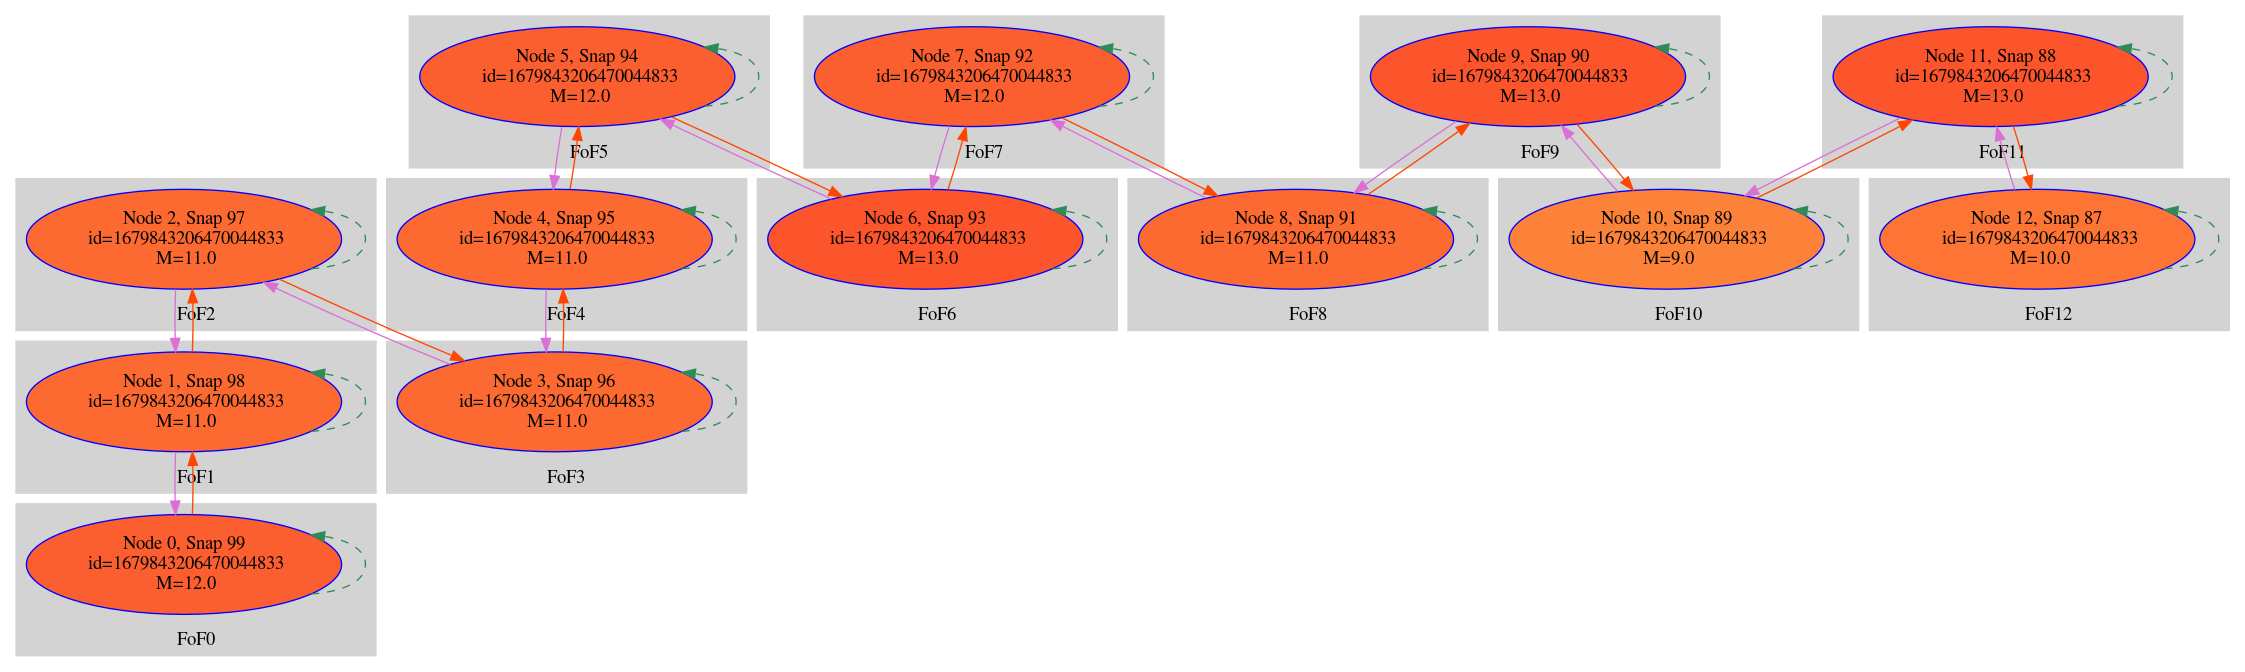 Node 5, Snap 94
id=1679843206470044833
M=12.0
FoF5
Node 7, Snap 92
id=1679843206470044833
M=12.0
FoF7
Node 9, Snap 90
id=1679843206470044833
M=13.0
FoF9
Node 11, Snap 88
id=1679843206470044833
M=13.0
FoF11
Node 2, Snap 97
id=1679843206470044833
M=11.0
FoF2
Node 4, Snap 95
id=1679843206470044833
M=11.0
FoF4
Node 6, Snap 93
id=1679843206470044833
M=13.0
FoF6
Node 8, Snap 91
id=1679843206470044833
M=11.0
FoF8
Node 10, Snap 89
id=1679843206470044833
M=9.0
FoF10
Node 12, Snap 87
id=1679843206470044833
M=10.0
FoF12
Node 1, Snap 98
id=1679843206470044833
M=11.0
FoF1
Node 3, Snap 96
id=1679843206470044833
M=11.0
FoF3
Node 0, Snap 99
id=1679843206470044833
M=12.0
FoF0